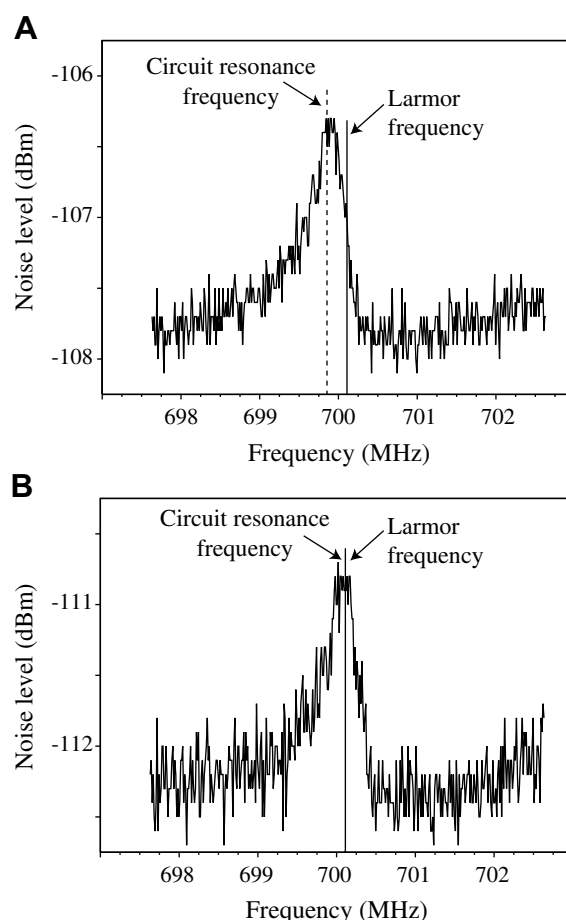 A
-106
Circuit resonance
frequency
Larmor
frequency
-107
-108
Noise level (dBm)
698 699 700 701 702
Frequency (MHz)
B
Circuit resonance
frequency
Larmor
frequency
-111
-112
Noise level (dBm)
698 699 700 701 702
Frequency (MHz)